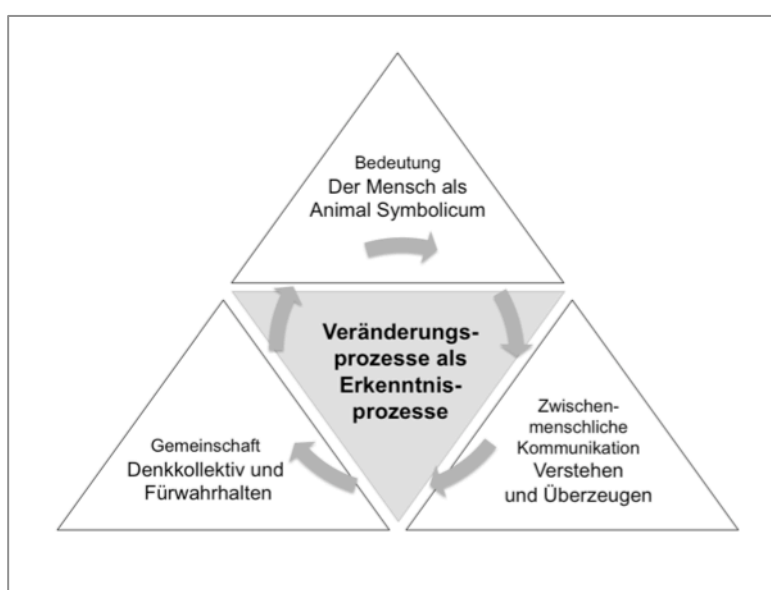 Bedeutung
Der Mensch als
Animal Symbolicum
Veränderungs-
prozesse als
Erkenntnis-
prozesse
Zwischen-
menschliche
Kommunikation
Verstehen
und Überzeugen
Gemeinschaft
Denkkollektiv und
Fürwahrhalten